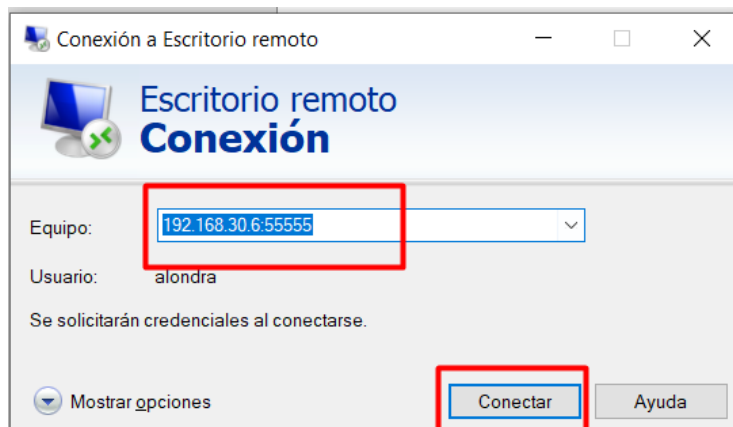 Conexión a Escritorio remoto
Escritorio remoto
Conexión
Equipo: 192.168.30.6:55555
Usuario: alondra
Se solicitarán credenciales al conectarse.
Mostrar opciones Conectar Ayuda